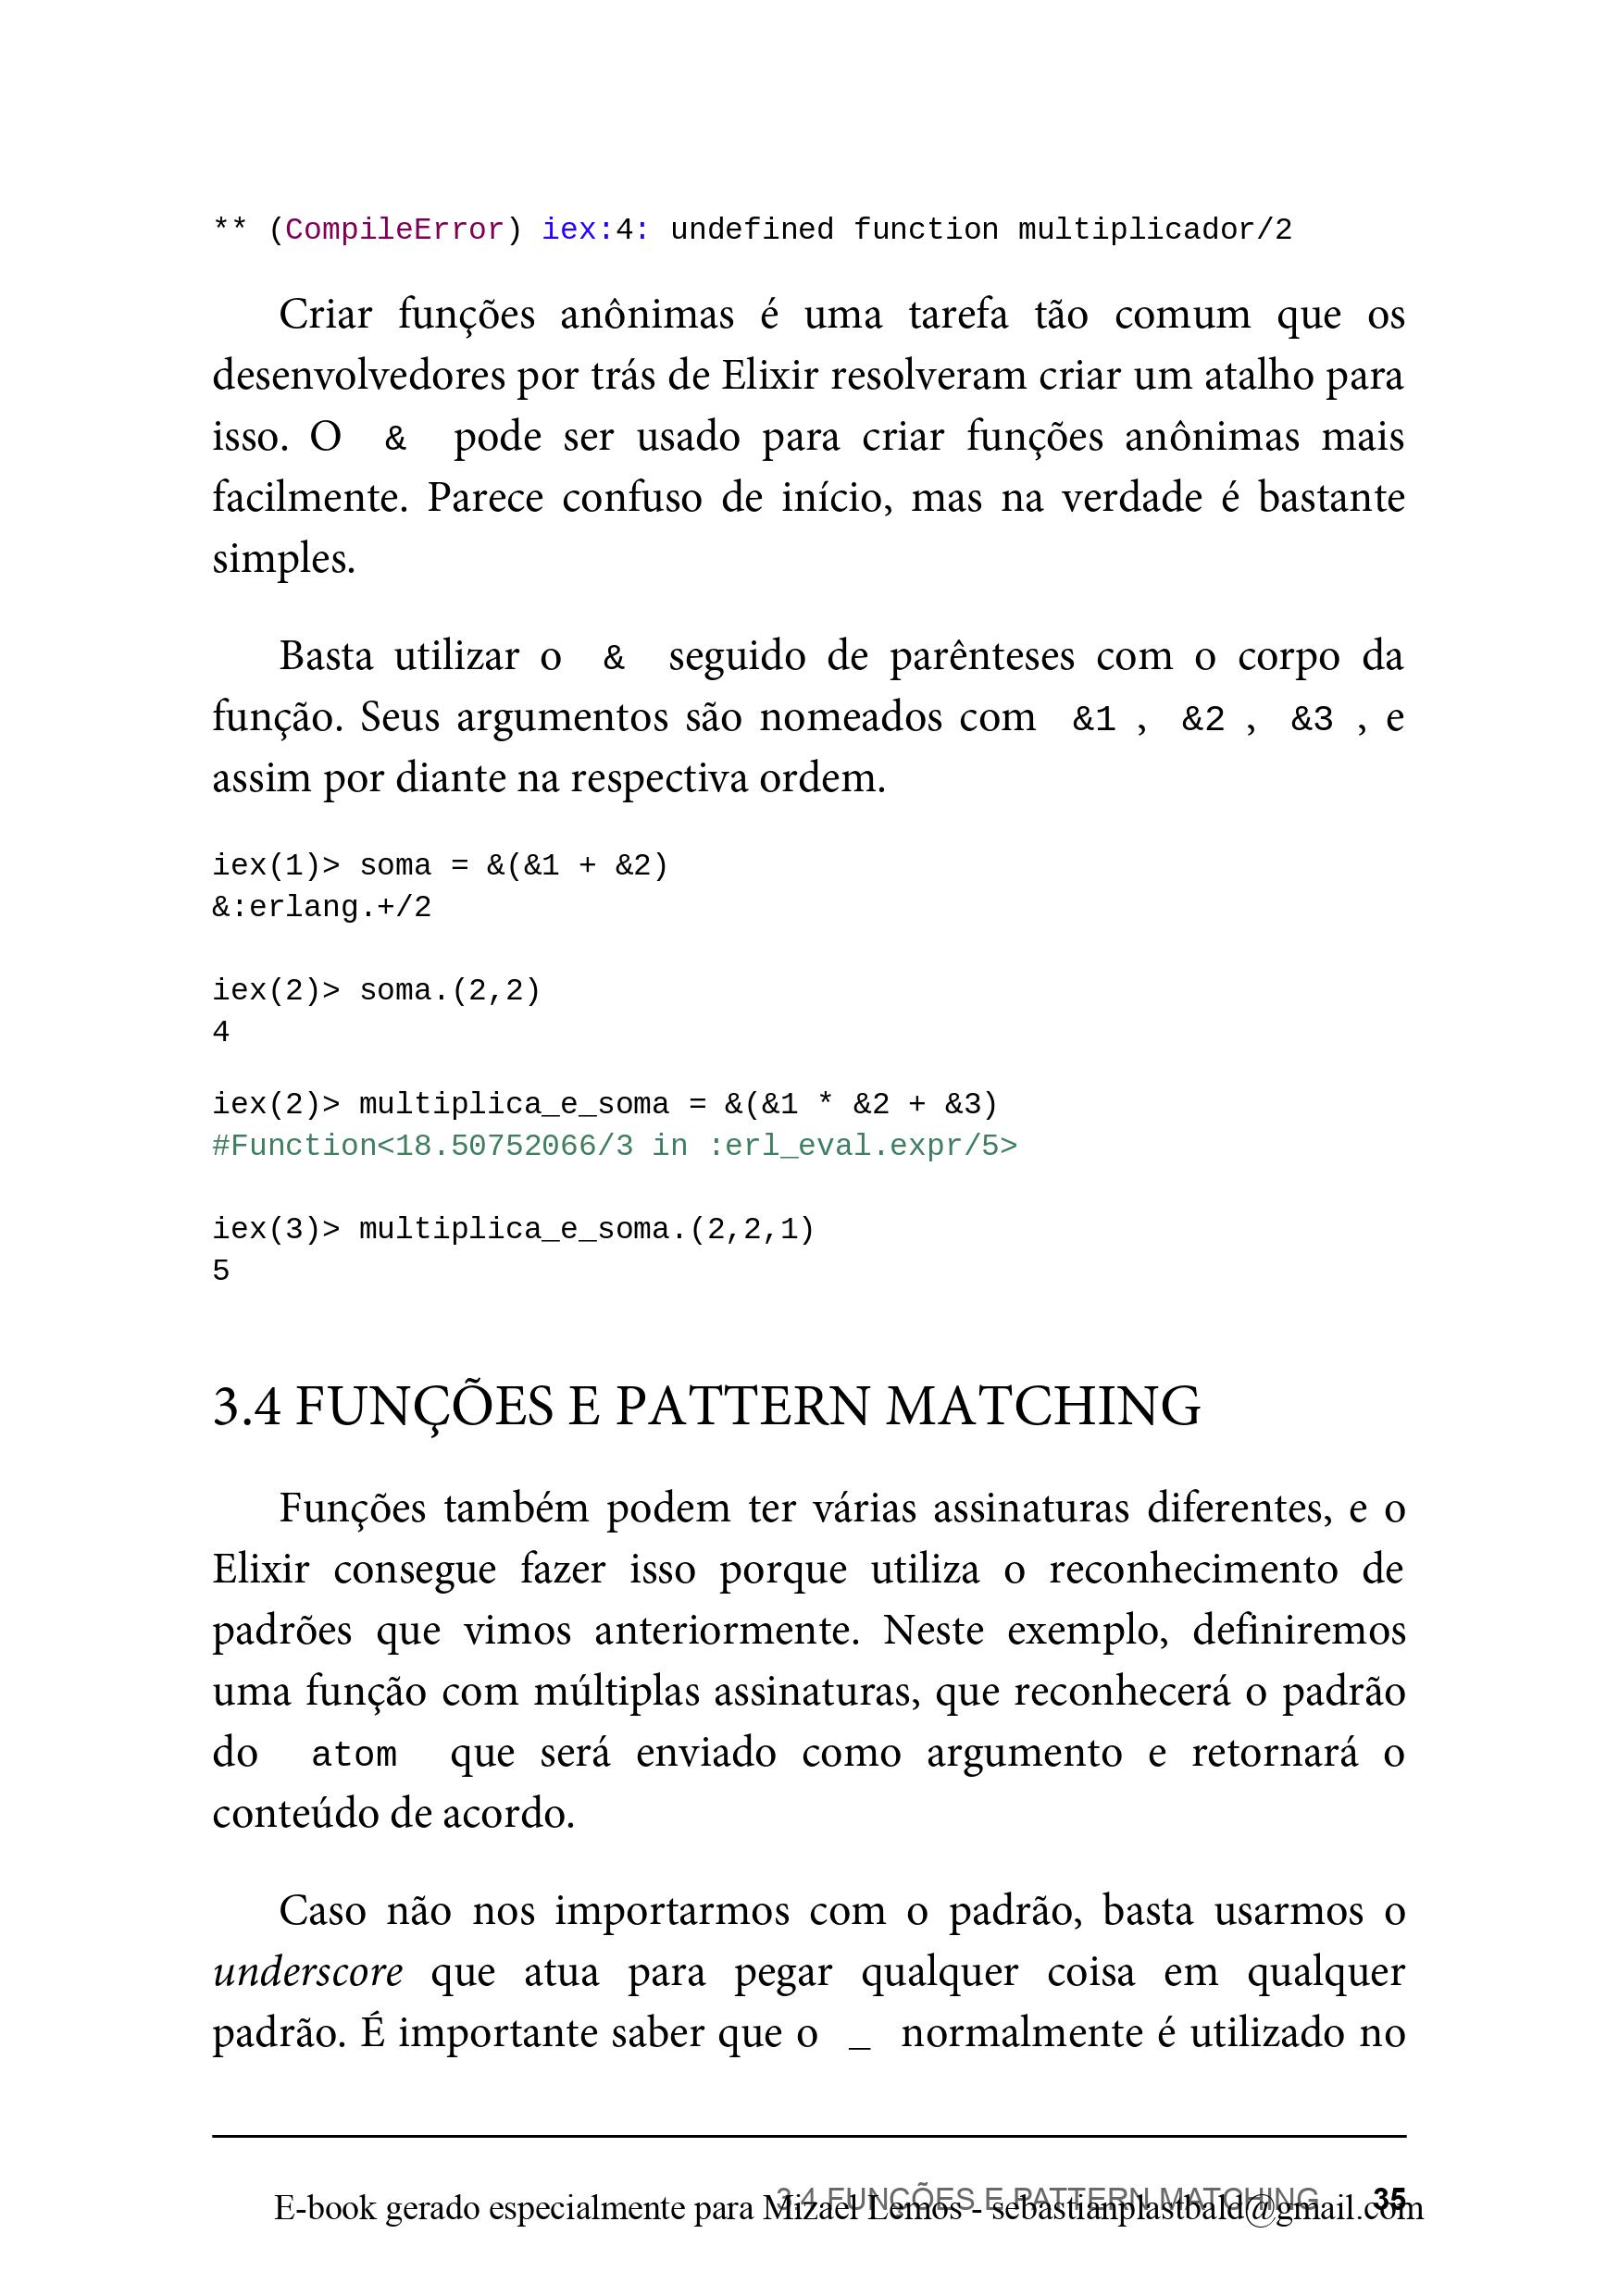 ** (CompileError) iex:4: undefined function multiplicador/2
Criar funções anônimas é uma tarefa tão comum que os
desenvolvedores por trás de Elixir resolveram criar um atalho para
isso. O & pode ser usado para criar funções anônimas mais
facilmente. Parece confuso de início, mas na verdade é bastante
simples.
Basta utilizar o & seguido de parênteses com o corpo da
função. Seus argumentos são nomeados com &1 , &2 , &3 , e
assim por diante na respectiva ordem.
iex(1)> soma = &(&1 + &2)
&:erlang.+/2
iex(2)> soma.(2,2)
4
iex(2)> multiplica_e_soma = &(&1 * &2 + &3)
#Function<18.50752066/3 in :erl_eval.expr/5>
iex(3)> multiplica_e_soma.(2,2,1)
5
3.4 FUNÇÕES E PATTERN MATCHING
Funções também podem ter várias assinaturas diferentes, e o
Elixir consegue fazer isso porque utiliza o reconhecimento de
padrões que vimos anteriormente. Neste exemplo, definiremos
uma função com múltiplas assinaturas, que reconhecerá o padrão
do atom que será enviado como argumento e retornará o
conteúdo de acordo.
Caso não nos importarmos com o padrão, basta usarmos o
underscore que atua para pegar qualquer coisa em qualquer
padrão. É importante saber que o _ normalmente é utilizado no
3.4 FUNÇÕES E PATTERN MATCHING 35
E-book gerado especialmente para Mizael Lemos - sebastianplastbald@gmail.com